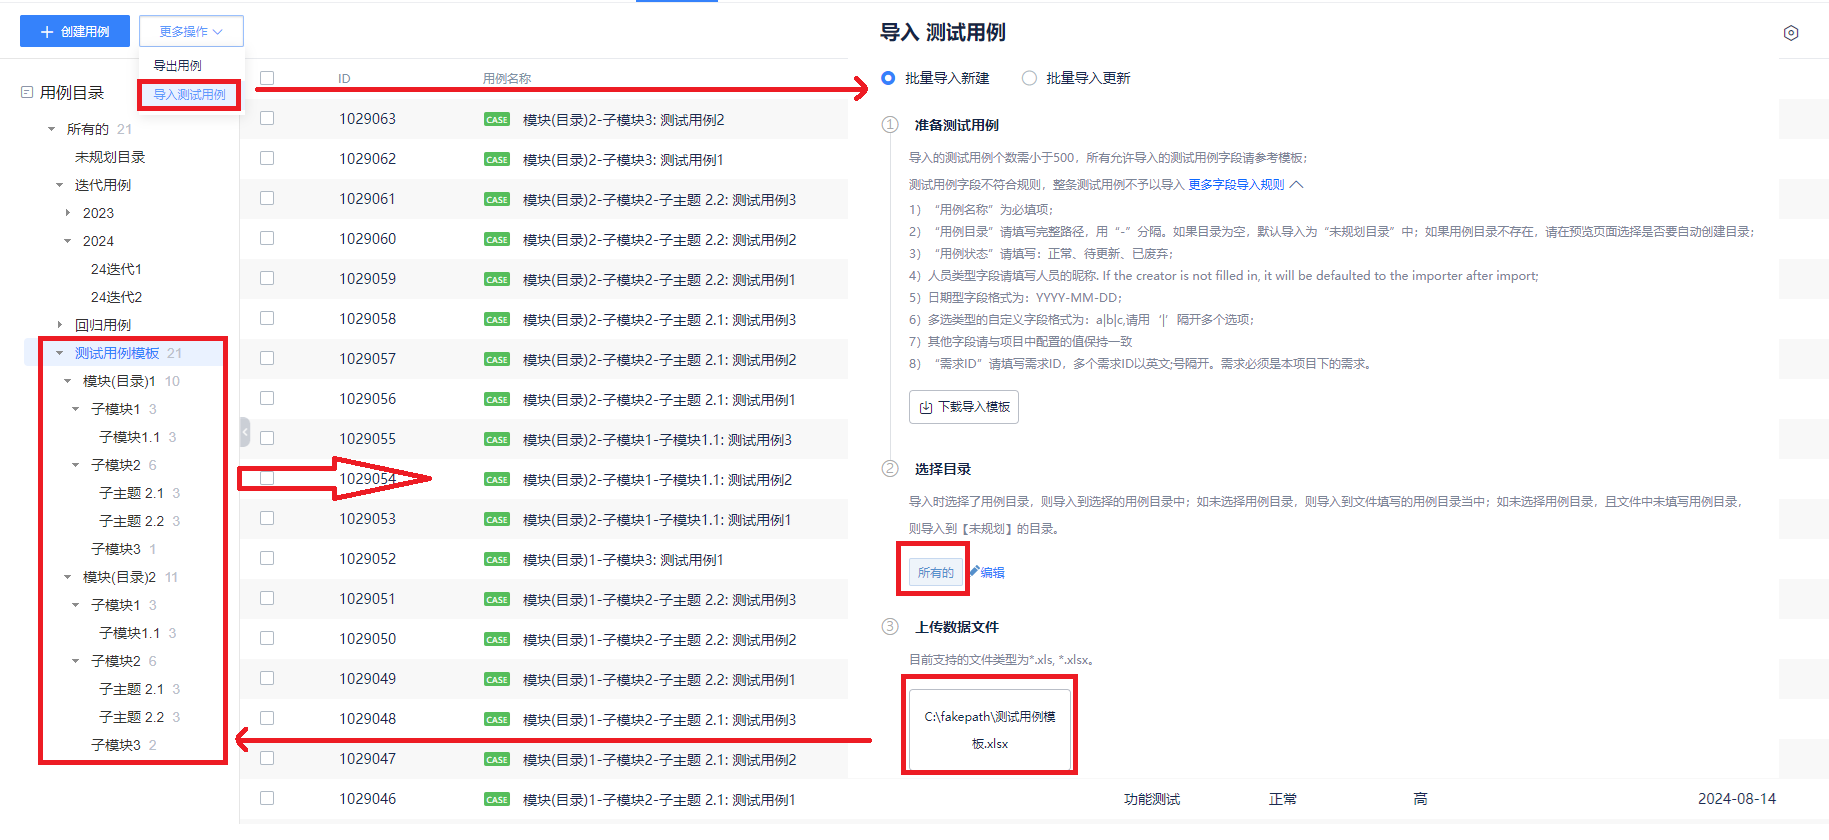 创建用例
更多操作
导出用例
导入测试用例
用例目录
所有的 21
未规划目录
迭代用例
2023
2024
24迭代1
24迭代2
回归用例
测试用例模板 21
模块(目录)1 10
子模块1 3
子模块1.1 3
子模块2 6
子主题 2.1 3
子主题 2.2 3
子模块3 1
模块(目录)2 11
子模块1 3
子模块1.1 3
子模块2 6
子主题 2.1 3
子主题 2.2 3
子模块3 2
ID 用例名称
1029063 CASE 模块(目录)2-子模块3: 测试用例2
1029062 CASE 模块(目录)2-子模块3: 测试用例1
1029061 CASE 模块(目录)2-子模块2-子主题 2.2: 测试用例3
1029060 CASE 模块(目录)2-子模块2-子主题 2.2: 测试用例2
1029059 CASE 模块(目录)2-子模块2-子主题 2.2: 测试用例1
1029058 CASE 模块(目录)2-子模块2-子主题 2.1: 测试用例3
1029057 CASE 模块(目录)2-子模块2-子主题 2.1: 测试用例2
1029056 CASE 模块(目录)2-子模块2-子主题 2.1: 测试用例1
1029055 CASE 模块(目录)2-子模块1-子模块1.1: 测试用例3
1029054 CASE 模块(目录)2-子模块1-子模块1.1: 测试用例2
1029053 CASE 模块(目录)2-子模块1-子模块1.1: 测试用例1
1029052 CASE 模块(目录)1-子模块3: 测试用例1
1029051 CASE 模块(目录)1-子模块2-子主题 2.2: 测试用例3
1029050 CASE 模块(目录)1-子模块2-子主题 2.2: 测试用例2
1029049 CASE 模块(目录)1-子模块2-子主题 2.2: 测试用例1
1029048 CASE 模块(目录)1-子模块2-子主题 2.1: 测试用例3
1029047 CASE 模块(目录)1-子模块2-子主题 2.1: 测试用例2
1029046 CASE 模块(目录)1-子模块2-子主题 2.1: 测试用例1 功能测试 正常 高 2024-08-14
导入 测试用例
批量导入新建 批量导入更新
1 准备测试用例
导入的测试用例个数需小于500，所有允许导入的测试用例字段请参考模板；
测试用例字段不符合规则，整条测试用例不予以导入 更多字段导入规则
1）“用例名称”为必填项；
2）“用例目录”请填写完整路径，用“-”分隔。如果目录为空，默认导入为“未规划目录”中；如果用例目录不存在，请在预览页面选择是否要自动创建目录；
3）“用例状态”请填写：正常、待更新、已废弃；
4）人员类型字段请填写人员的昵称. If the creator is not filled in, it will be defaulted to the importer after import;
5）日期型字段格式为：YYYY-MM-DD；
6）多选类型的自定义字段格式为：a|b|c,请用‘|’隔开多个选项；
7）其他字段请与项目中配置的值保持一致
8）“需求ID”请填写需求ID，多个需求ID以英文;号隔开。需求必须是本项目下的需求。
下载导入模板
2 选择目录
导入时选择了用例目录，则导入到选择的用例目录中；如未选择用例目录，则导入到文件填写的用例目录当中；如未选择用例目录，且文件中未填写用例目录，
则导入到【未规划】的目录。
所有的 编辑
3 上传数据文件
目前支持的文件类型为*.xls, *.xlsx。
C:\fakepath\测试用例模
板.xlsx